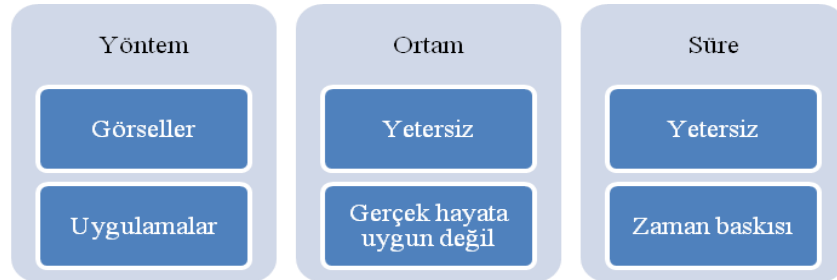 Yöntem
Görseller
Uygulamalar
Ortam
Yetersiz
Gerçek hayata
uygun değil
Süre
Yetersiz
Zaman baskısı